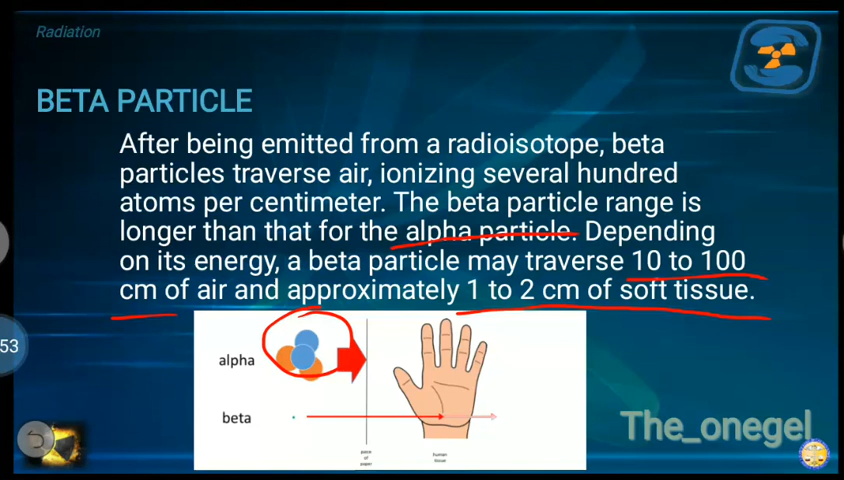 Radiation
BETA PARTICLE
After being emitted from a radioisotope, beta
particles traverse air, ionizing several hundred
atoms per centimeter. The beta particle range is
longer than that for the alpha particle. Depending
on its energy, a beta particle may traverse 10 to 100
cm of air and approximately 1 to 2 cm of soft tissue.
53
alpha
beta
piece
of
paper
human
tissue
The_onegel